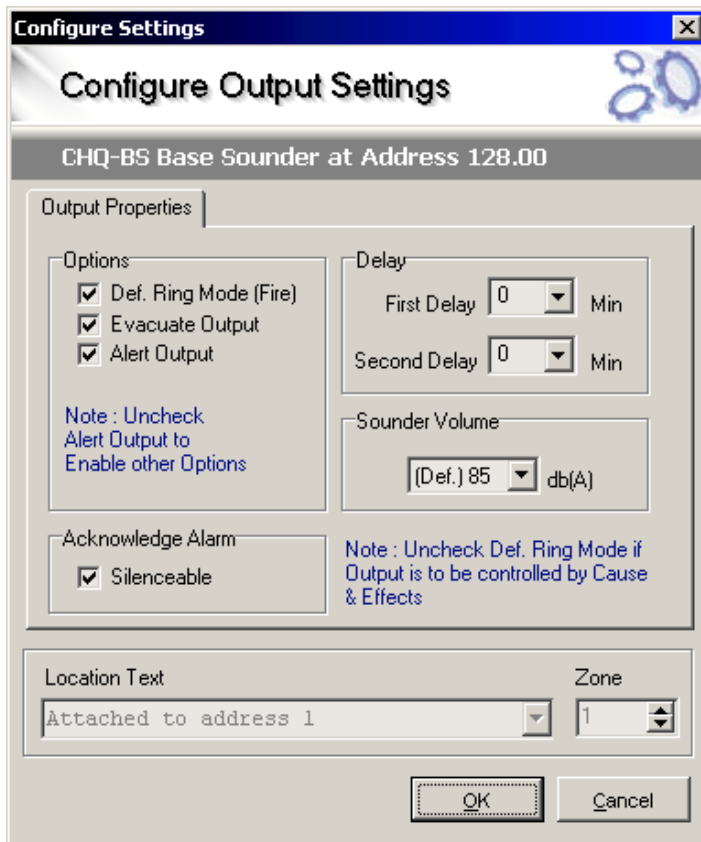 Configure Settings
Configure Output Settings
CHQ-BS Base Sounder at Address 128.00
Output Properties
Options
Def. Ring Mode (Fire)
Evacuate Output
Alert Output
Note : Uncheck
Alert Output to
Enable other Options
Delay
First Delay 0 Min
Second Delay 0 Min
Sounder Volume
(Def.) 85 db(A)
Acknowledge Alarm
Silenceable
Note : Uncheck Def. Ring Mode if
Output is to be controlled by Cause
& Effects
Location Text
Attached to address 1
Zone
1
OK
Cancel